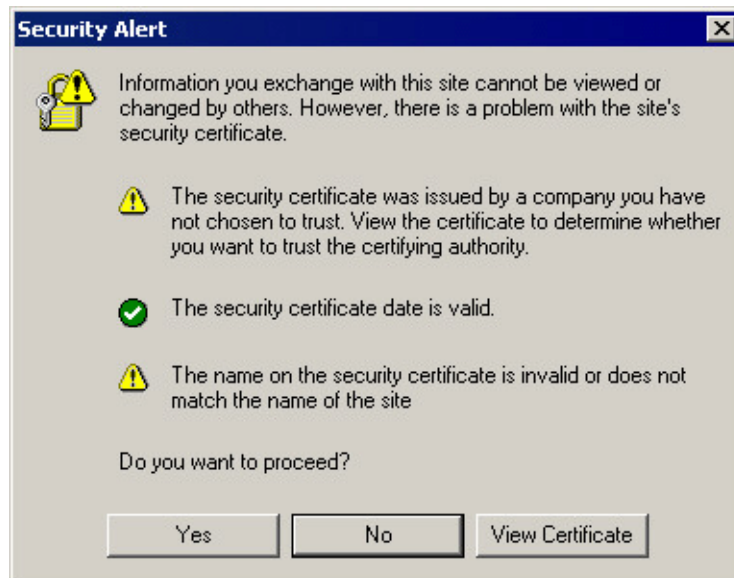 Security Alert
Information you exchange with this site cannot be viewed or
changed by others. However, there is a problem with the site's
security certificate.
The security certificate was issued by a company you have
not chosen to trust. View the certificate to determine whether
you want to trust the certifying authority.
The security certificate date is valid.
The name on the security certificate is invalid or does not
match the name of the site
Do you want to proceed?
Yes
No
View Certificate